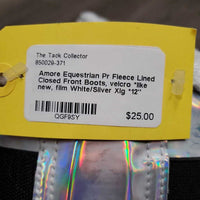 The Tack Collector
850029-371
Amore Equestrian Pr Fleece Lined
Closed Front Boots, velcro *like
new, film White/Silver Xlg *12"
QGF9SY
$25.00